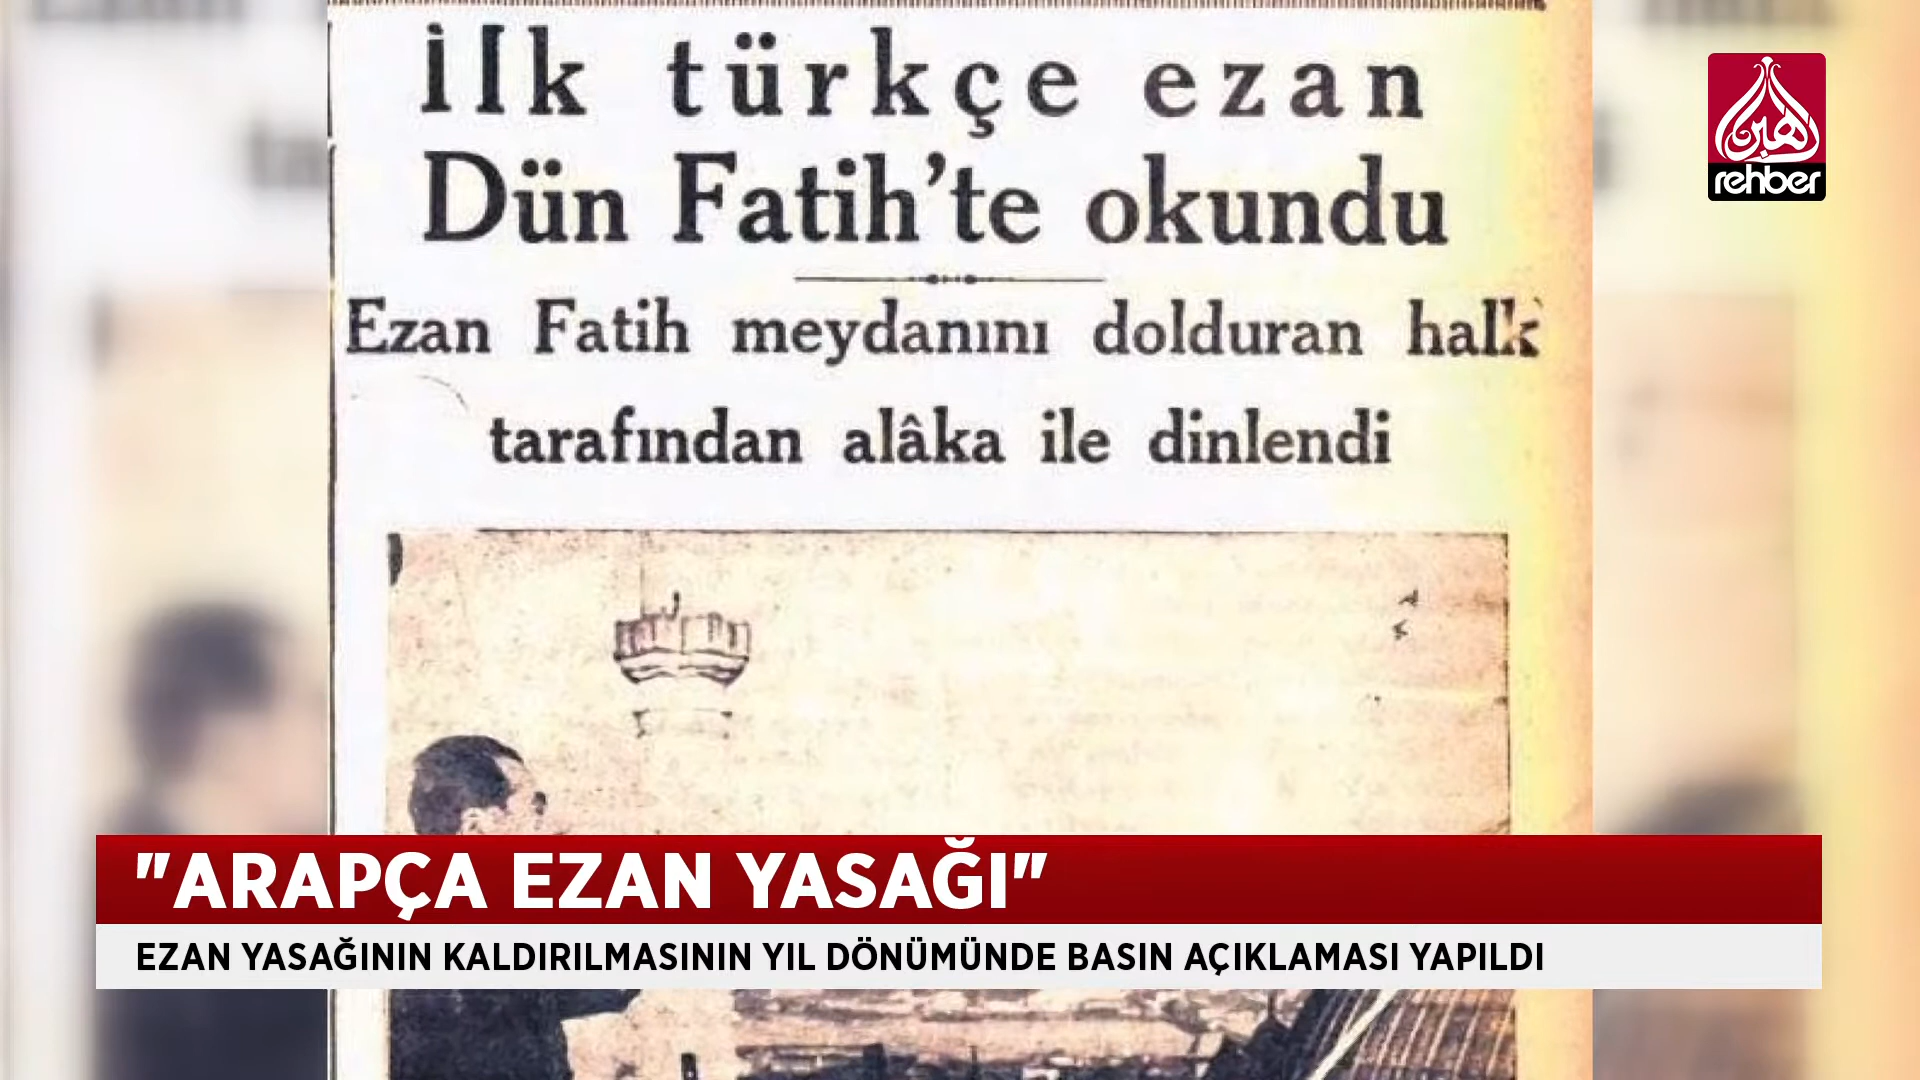 İlk türkçe ezan
Dün Fatih'te okundu
Ezan Fatih meydanını dolduran halk
tarafından alâka ile dinlendi
رهبر
rehber
"ARAPÇA EZAN YASAĞI"
EZAN YASAĞININ KALDIRILMASININ YIL DÖNÜMÜNDE BASIN AÇIKLAMASI YAPILDI